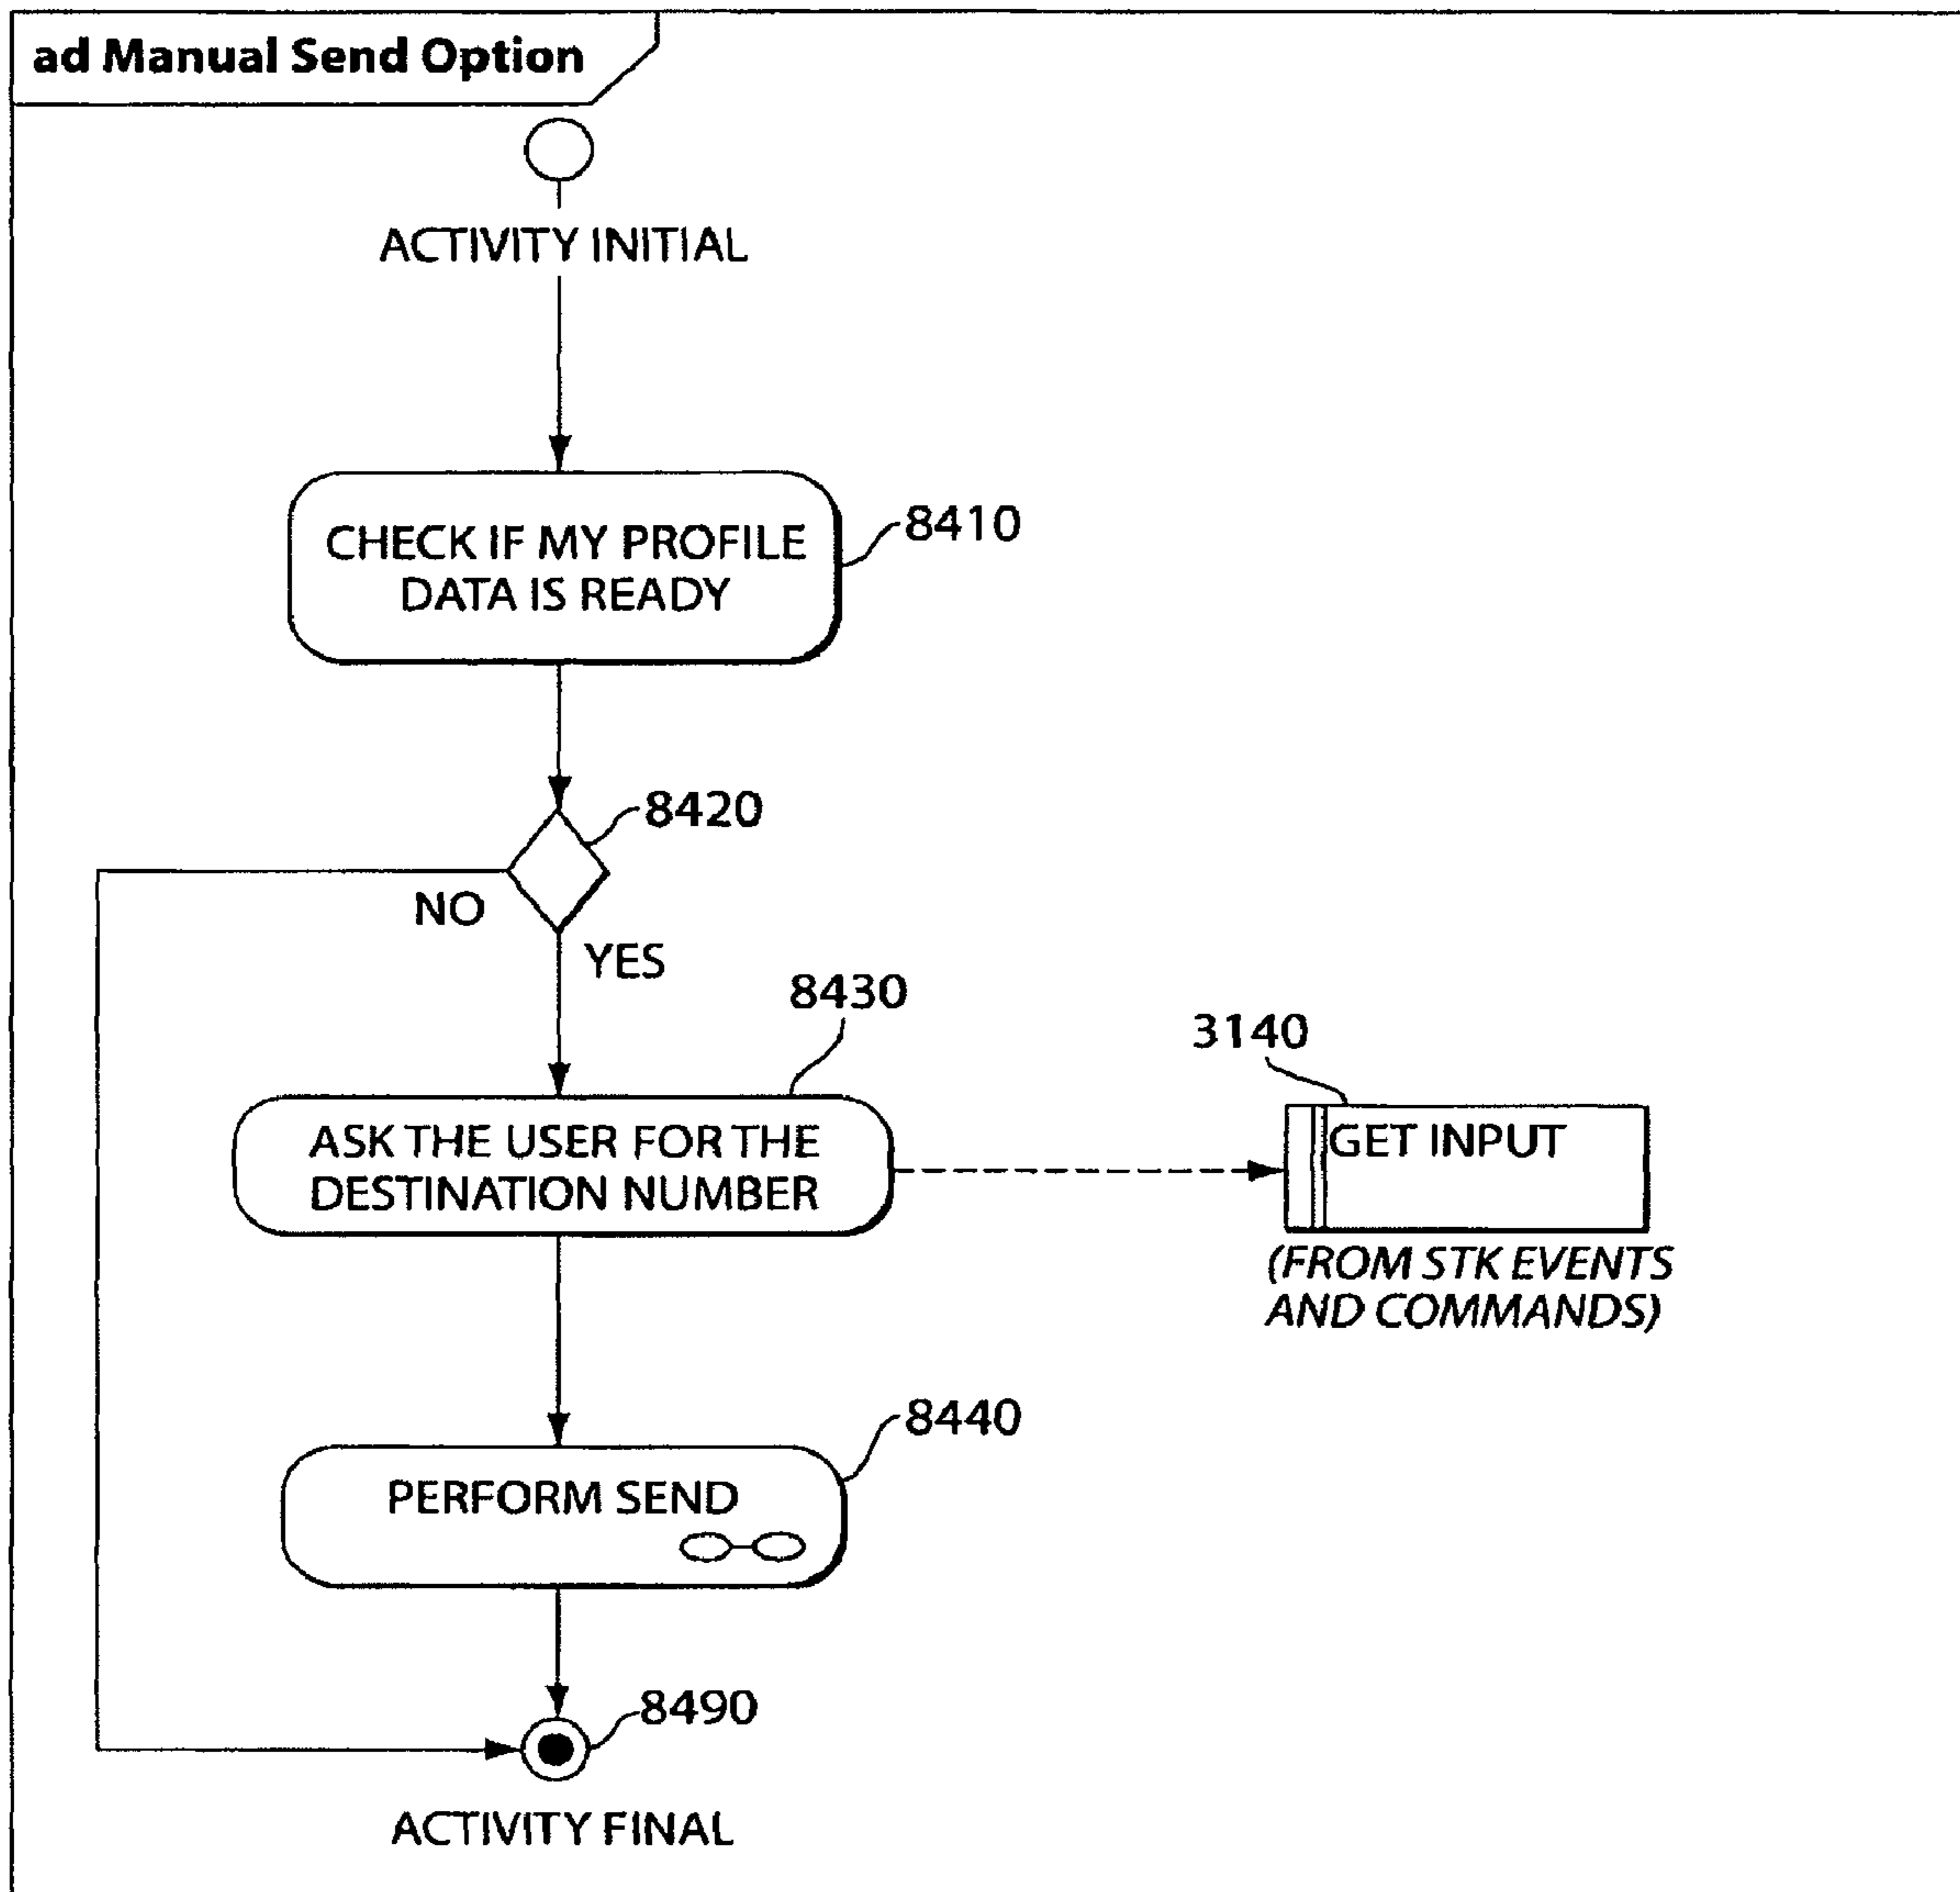 ad Manual Send Option
ACTIVITY INITIAL
CHECK IF MY PROFILE
DATA IS READY
8410
8420
NO
YES
8430
ASK THE USER FOR THE
DESTINATION NUMBER
3140
GET INPUT
(FROM STK EVENTS
AND COMMANDS)
8440
PERFORM SEND
8490
ACTIVITY FINAL